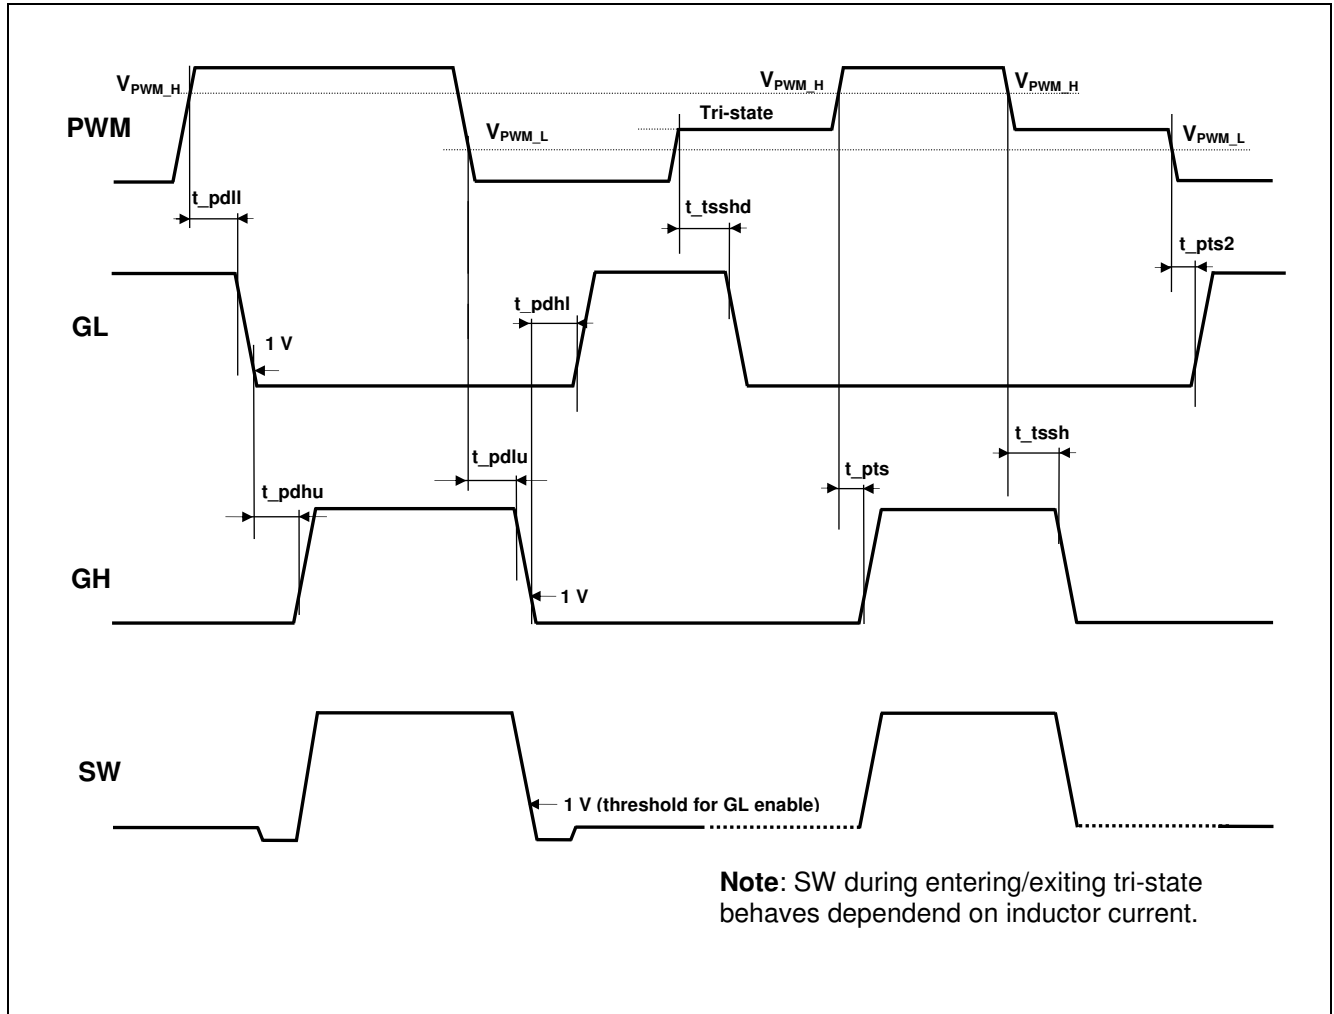 V_PWM_H
V_PWM_H
V_PWM_H
PWM
Tri-state
V_PWM_L
V_PWM_L
t_pdll
t_tsshd
t_pts2
t_pdhl
GL
1 V
t_tssh
t_pdlu
t_pts
t_pdhu
GH
1 V
SW
1 V (threshold for GL enable)
Note: SW during entering/exiting tri-state
behaves dependend on inductor current.